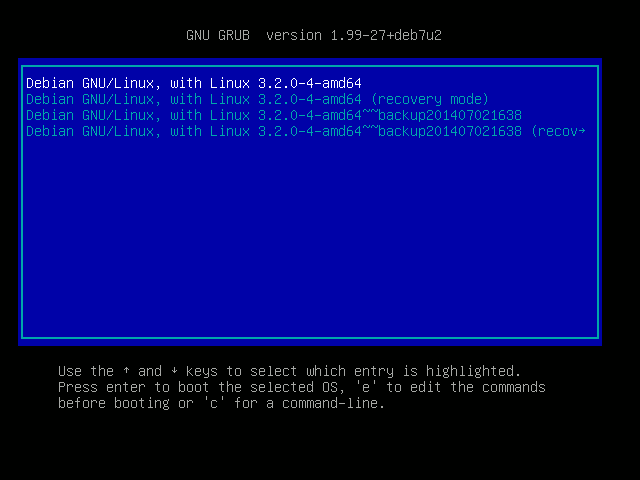 GNU GRUB  version 1.99-27+deb7u2
Debian GNU/Linux, with Linux 3.2.0-4-amd64
Debian GNU/Linux, with Linux 3.2.0-4-amd64 (recovery mode)
Debian GNU/Linux, with Linux 3.2.0-4-amd64~~backup201407021638
Debian GNU/Linux, with Linux 3.2.0-4-amd64~~backup201407021638 (recov→
Use the ↑ and ↓ keys to select which entry is highlighted.
Press enter to boot the selected OS, 'e' to edit the commands
before booting or 'c' for a command-line.